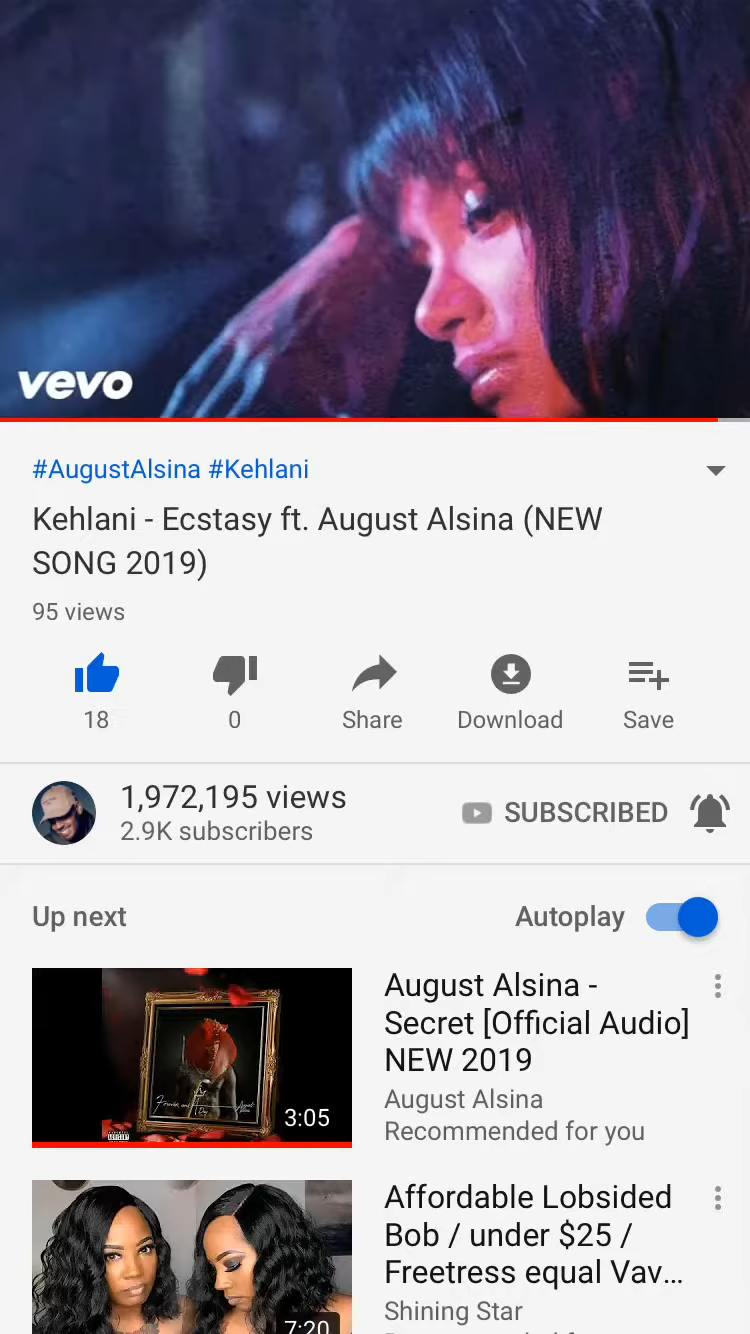 vevo
#AugustAlsina #Kehlani
Kehlani - Ecstasy ft. August Alsina (NEW
SONG 2019)
95 views
18
0
Share
Download
Save
1,972,195 views
2.9K subscribers
SUBSCRIBED
Up next
Autoplay
3:05
August Alsina -
Secret [Official Audio]
NEW 2019
August Alsina
Recommended for you
7:20
Affordable Lobsided
Bob / under $25 /
Freetress equal Vav...
Shining Star